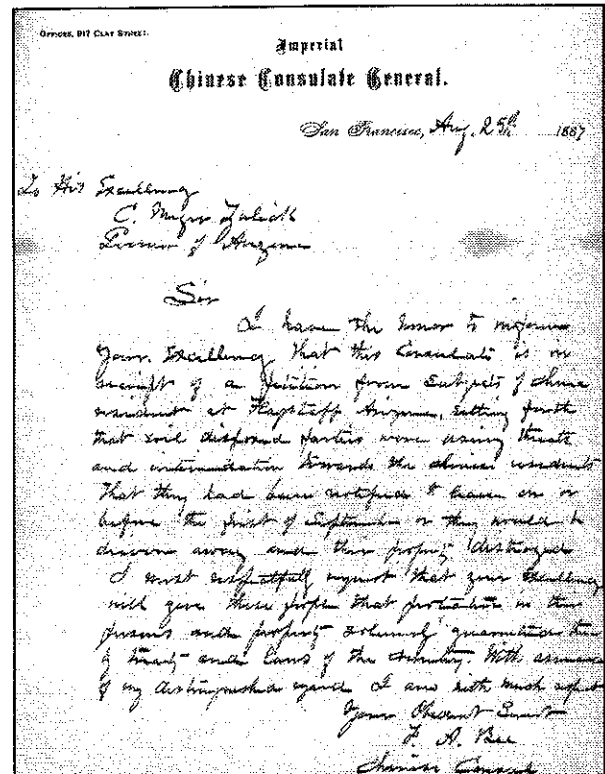 OFFICES, 917 CLAY STREET.
Imperial
Chinese Consulate General.
San Francisco, Aug. 25th 1887
To His Excellency
C. Meyer Zulick
Governor of Arizona
Sir
I have the honor to inform
Your Excellency that this Consulate is in
receipt of a petition from Subjects of China
resident at Flagstaff Arizona, setting forth
that evil disposed parties were using threats
and intimidation towards the Chinese residents
That they had been notified to leave on or
before the first of September or they would be
driven away and their property destroyed
I most respectfully request that your Excellency
will give these people that protection in their
persons and property solemnly guaranteed them
by treaty and laws of the Country. With assurance
of my distinguished regard I am with much respect
Your Obedient Servt
F. A. Bee
Chinese Consul